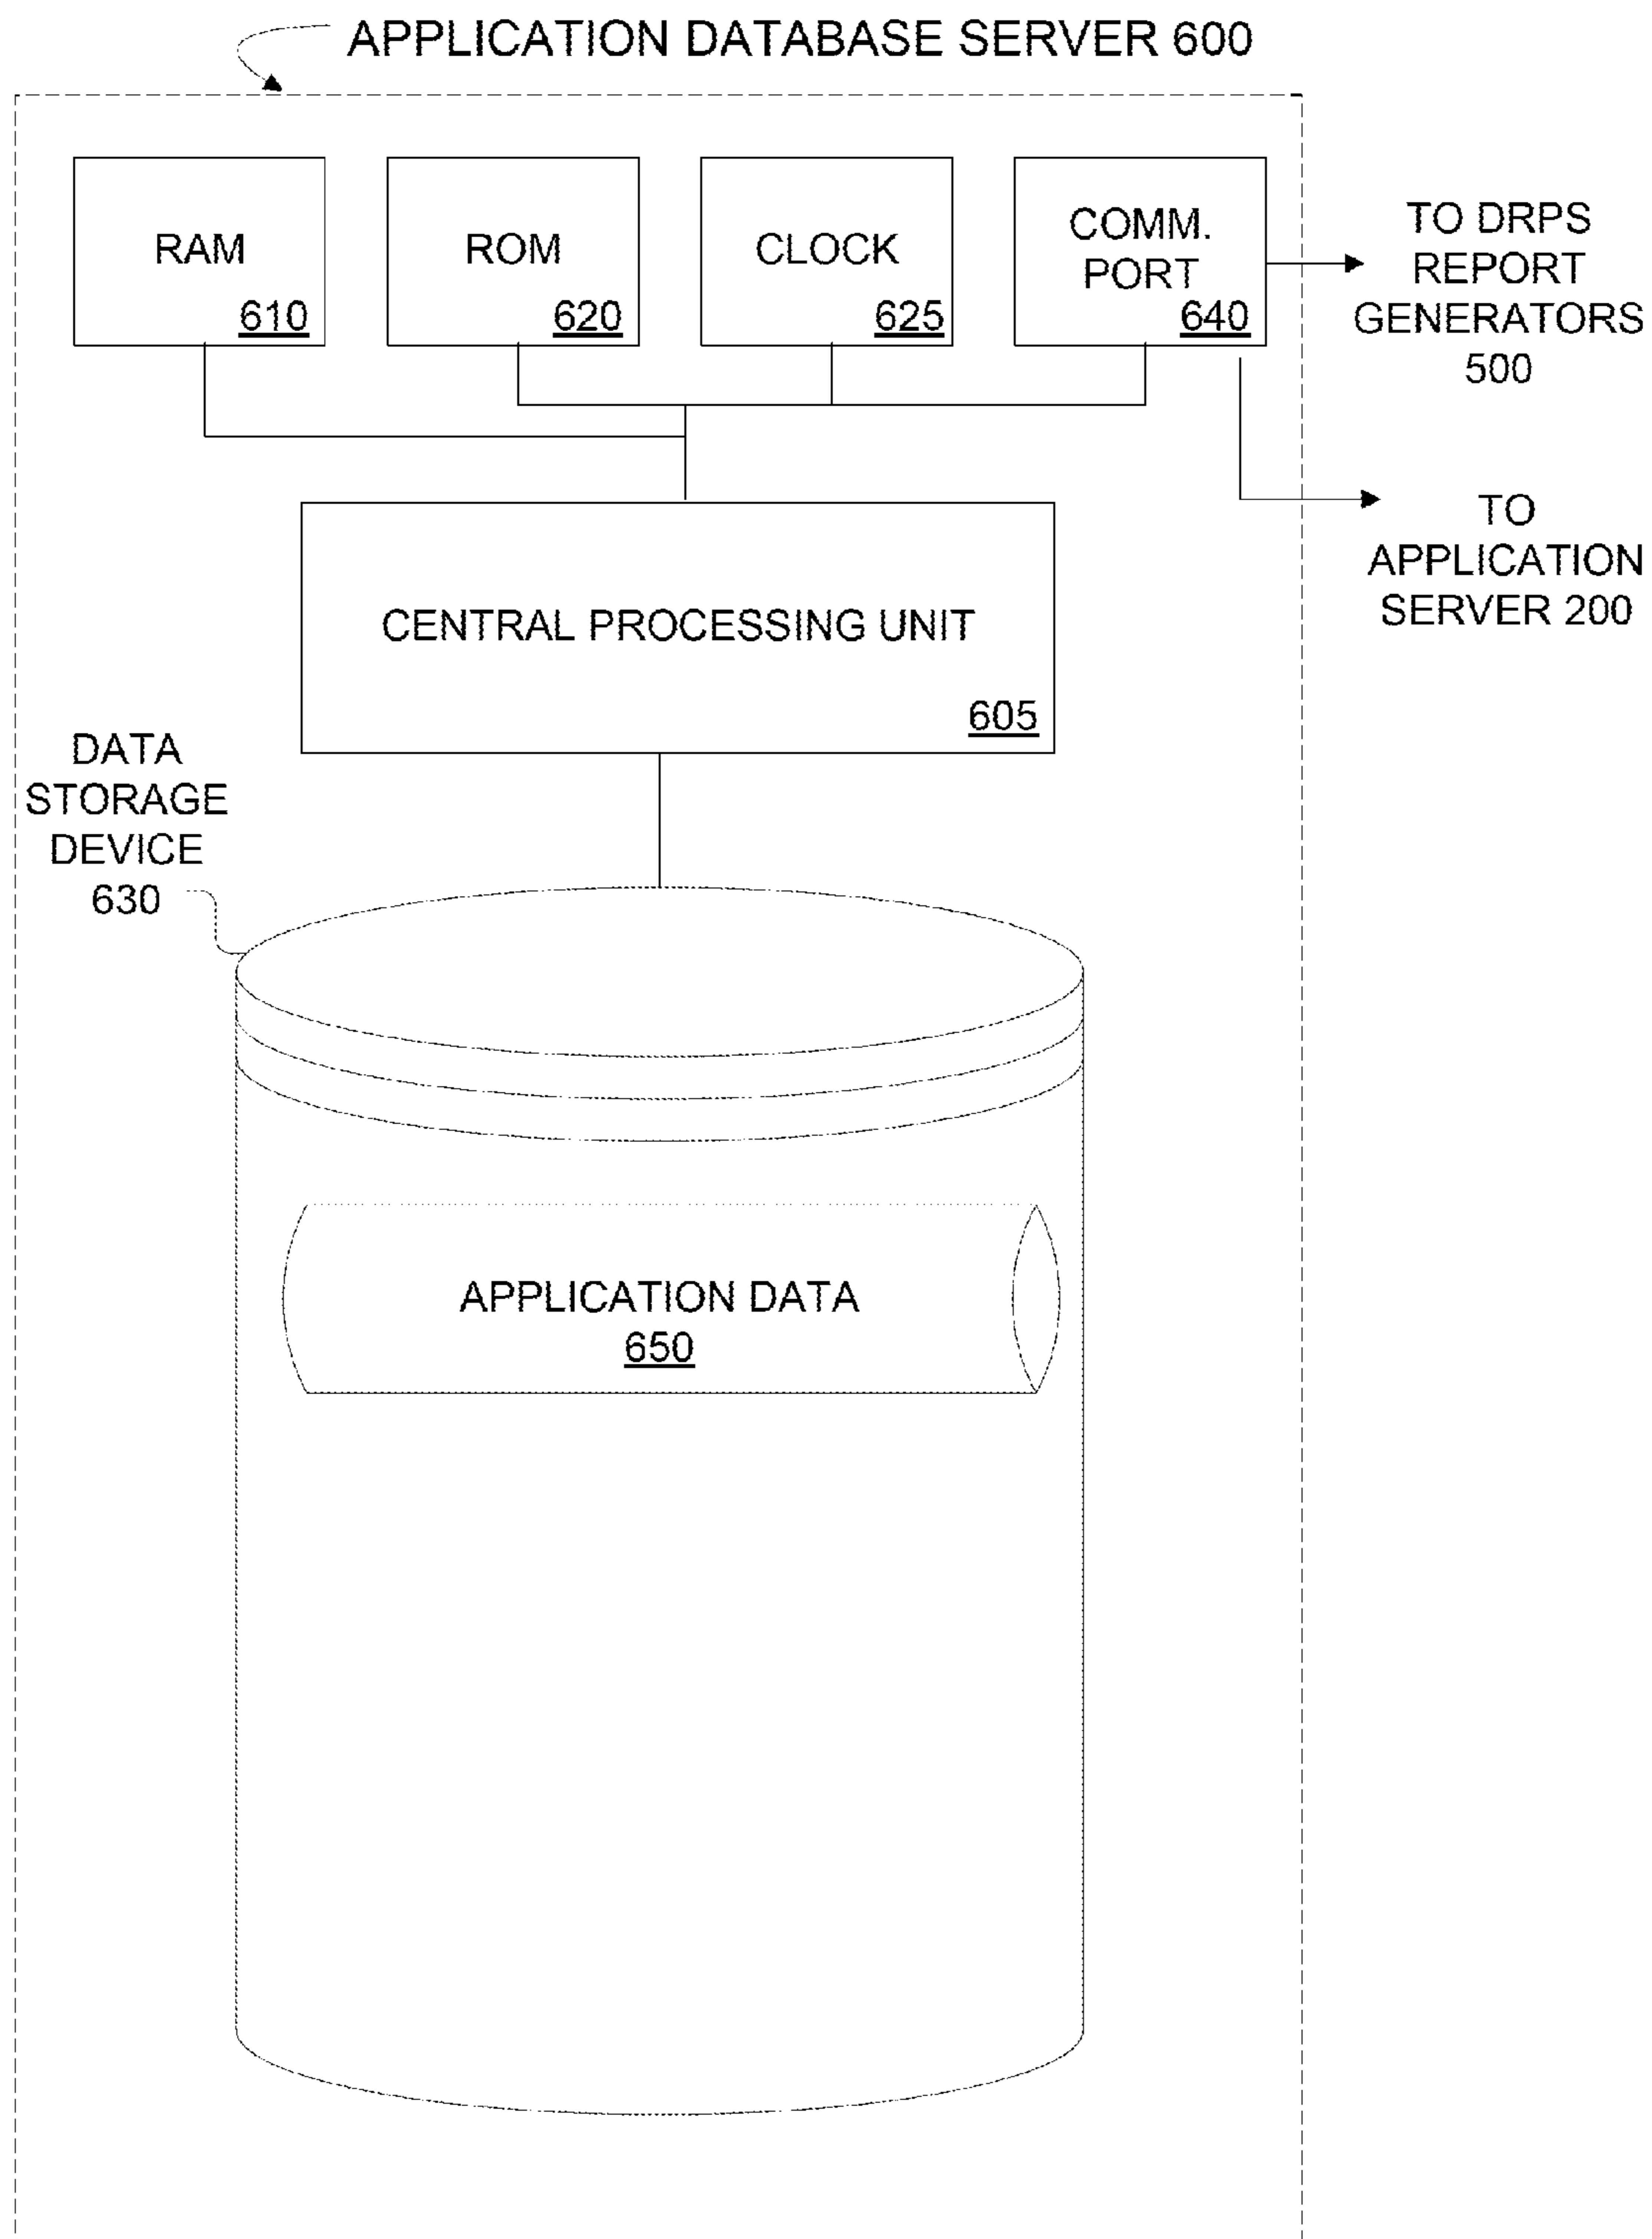 APPLICATION DATABASE SERVER 600
RAM
610
ROM
620
CLOCK
625
COMM.
PORT
640
TO DRPS
REPORT
GENERATORS
500
TO
APPLICATION
SERVER 200
CENTRAL PROCESSING UNIT
605
DATA
STORAGE
DEVICE
630
APPLICATION DATA
650